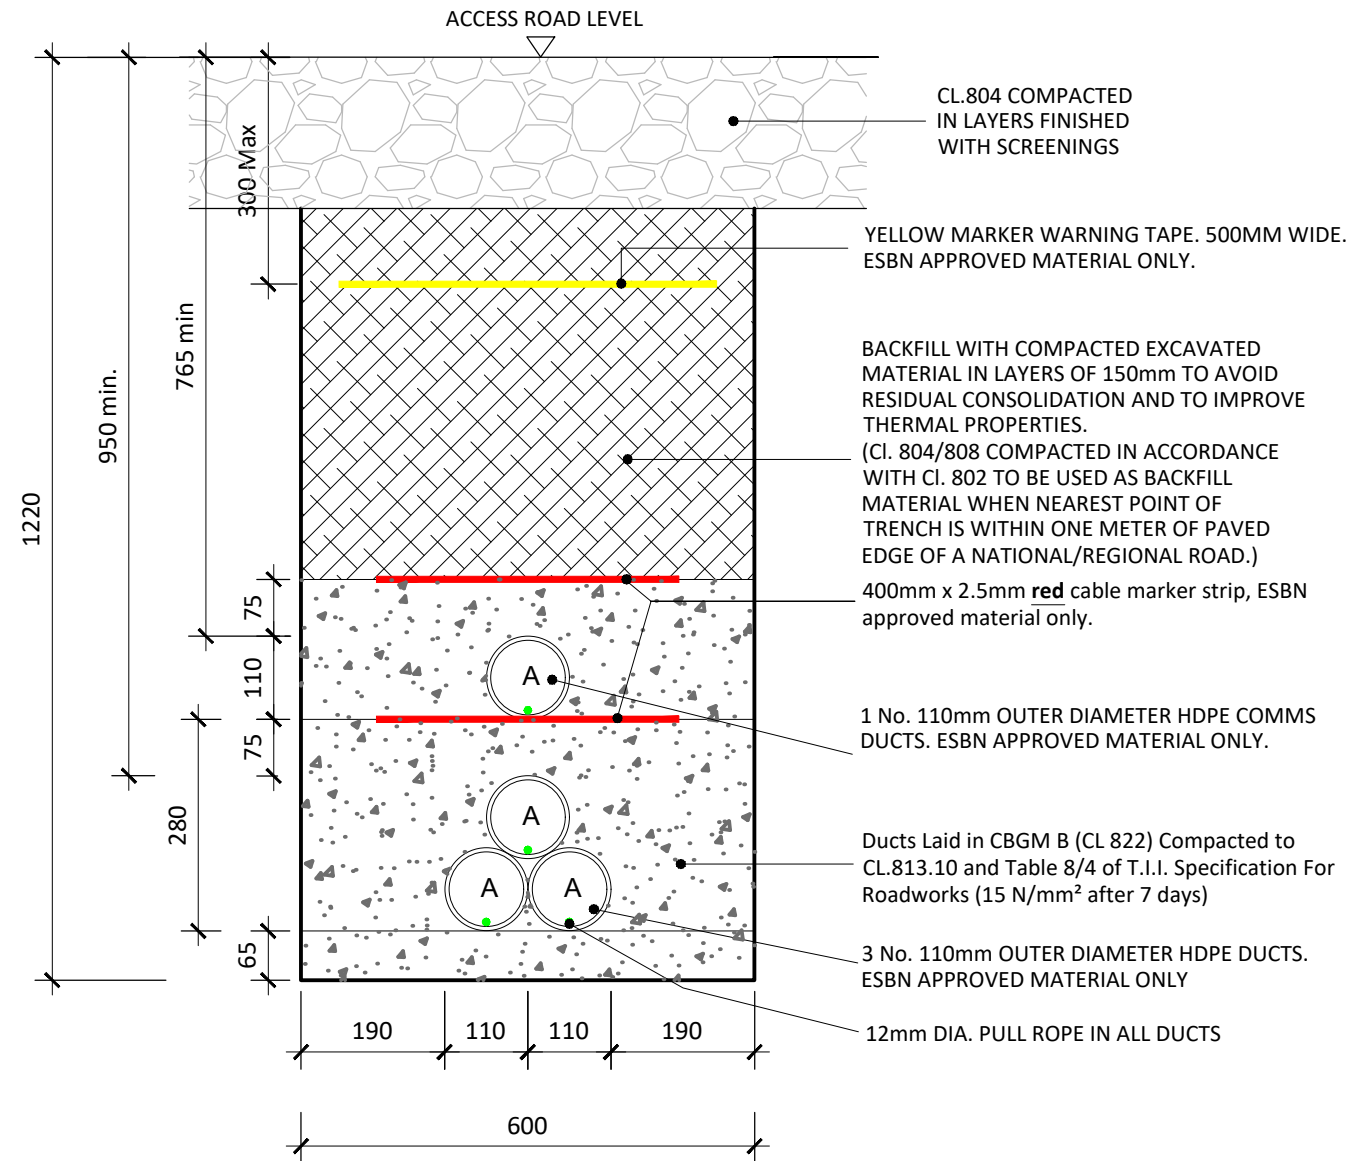 ACCESS ROAD LEVEL
CL.804 COMPACTED
IN LAYERS FINISHED
WITH SCREENINGS
300 Max
YELLOW MARKER WARNING TAPE. 500MM WIDE.
ESBN APPROVED MATERIAL ONLY.
765 min
950 min.
1220
BACKFILL WITH COMPACTED EXCAVATED
MATERIAL IN LAYERS OF 150mm TO AVOID
RESIDUAL CONSOLIDATION AND TO IMPROVE
THERMAL PROPERTIES.
(Cl. 804/808 COMPACTED IN ACCORDANCE
WITH Cl. 802 TO BE USED AS BACKFILL
MATERIAL WHEN NEAREST POINT OF
TRENCH IS WITHIN ONE METER OF PAVED
EDGE OF A NATIONAL/REGIONAL ROAD.)
75
400mm x 2.5mm red cable marker strip, ESBN
approved material only.
110
A
1 No. 110mm OUTER DIAMETER HDPE COMMS
DUCTS. ESBN APPROVED MATERIAL ONLY.
75
280
A
A
A
Ducts Laid in CBGM B (CL 822) Compacted to
CL.813.10 and Table 8/4 of T.I.I. Specification For
Roadworks (15 N/mm² after 7 days)
65
3 No. 110mm OUTER DIAMETER HDPE DUCTS.
ESBN APPROVED MATERIAL ONLY
12mm DIA. PULL ROPE IN ALL DUCTS
190
110
110
190
600